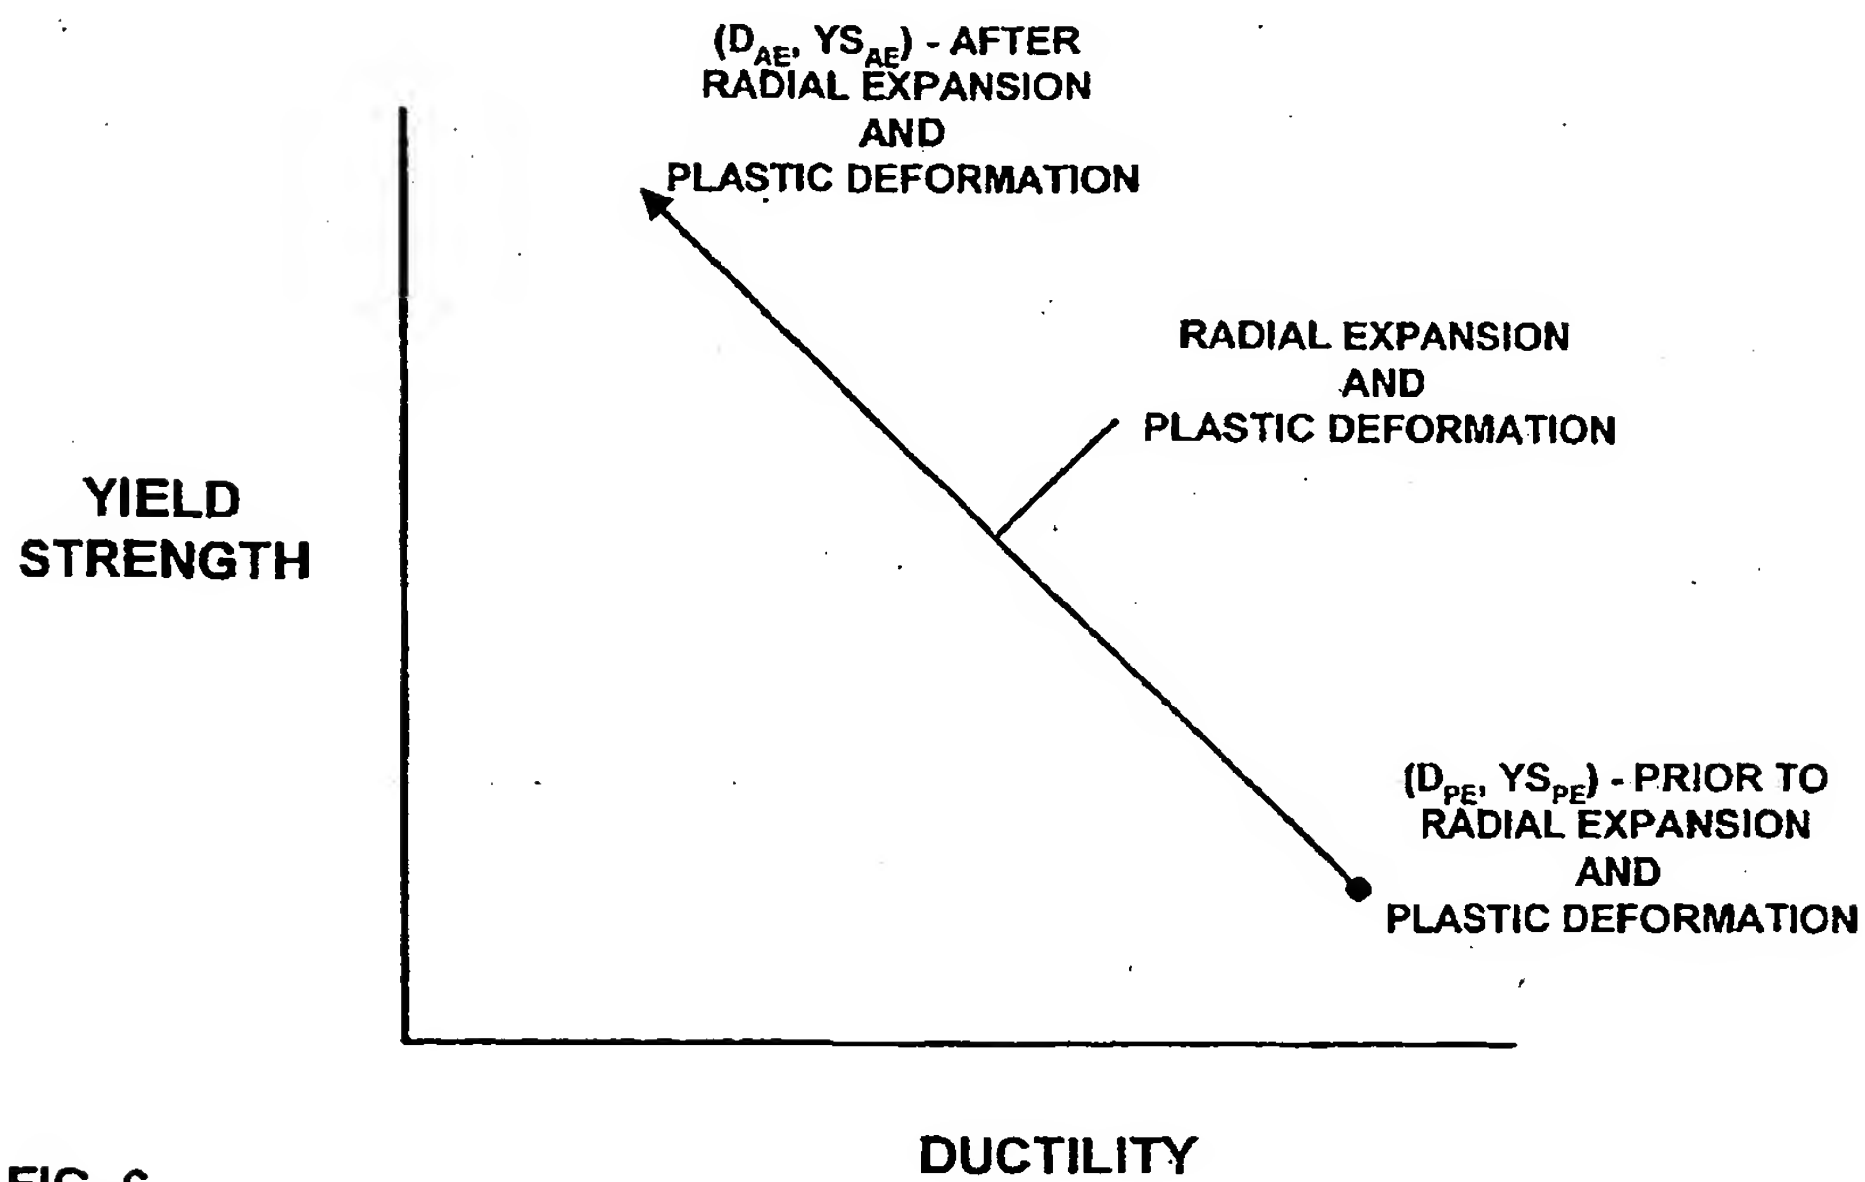 (D_AE, YS_AE) - AFTER
RADIAL EXPANSION
AND
PLASTIC DEFORMATION
RADIAL EXPANSION
AND
PLASTIC DEFORMATION
YIELD
STRENGTH
(D_PE, YS_PE) - PRIOR TO
RADIAL EXPANSION
AND
PLASTIC DEFORMATION
DUCTILITY
FIG.